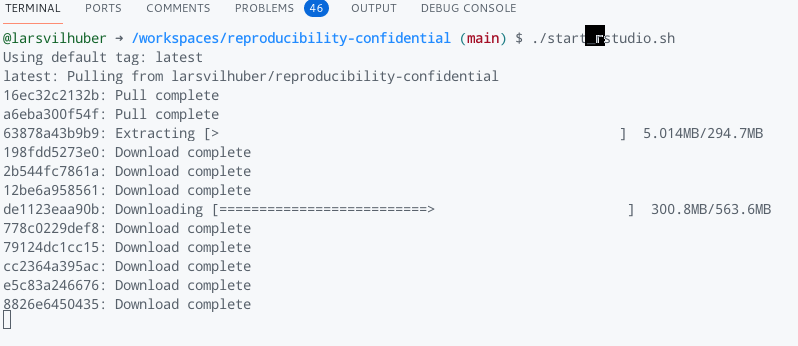 TERMINAL PORTS COMMENTS PROBLEMS 46 OUTPUT DEBUG CONSOLE
@larsvilhuber → /workspaces/reproducibility-confidential (main) $ ./start_rstudio.sh
Using default tag: latest
latest: Pulling from larsvilhuber/reproducibility-confidential
16ec32c2132b: Pull complete
a6eba300f54f: Pull complete
63878a43b9b9: Extracting [> ] 5.014MB/294.7MB
198fdd5273e0: Download complete
2b544fc7861a: Download complete
12be6a958561: Download complete
de1123eaa90b: Downloading [==========================> ] 300.8MB/563.6MB
778c0229def8: Download complete
79124dc1cc15: Download complete
cc2364a395ac: Download complete
e5c83a246676: Download complete
8826e6450435: Download complete